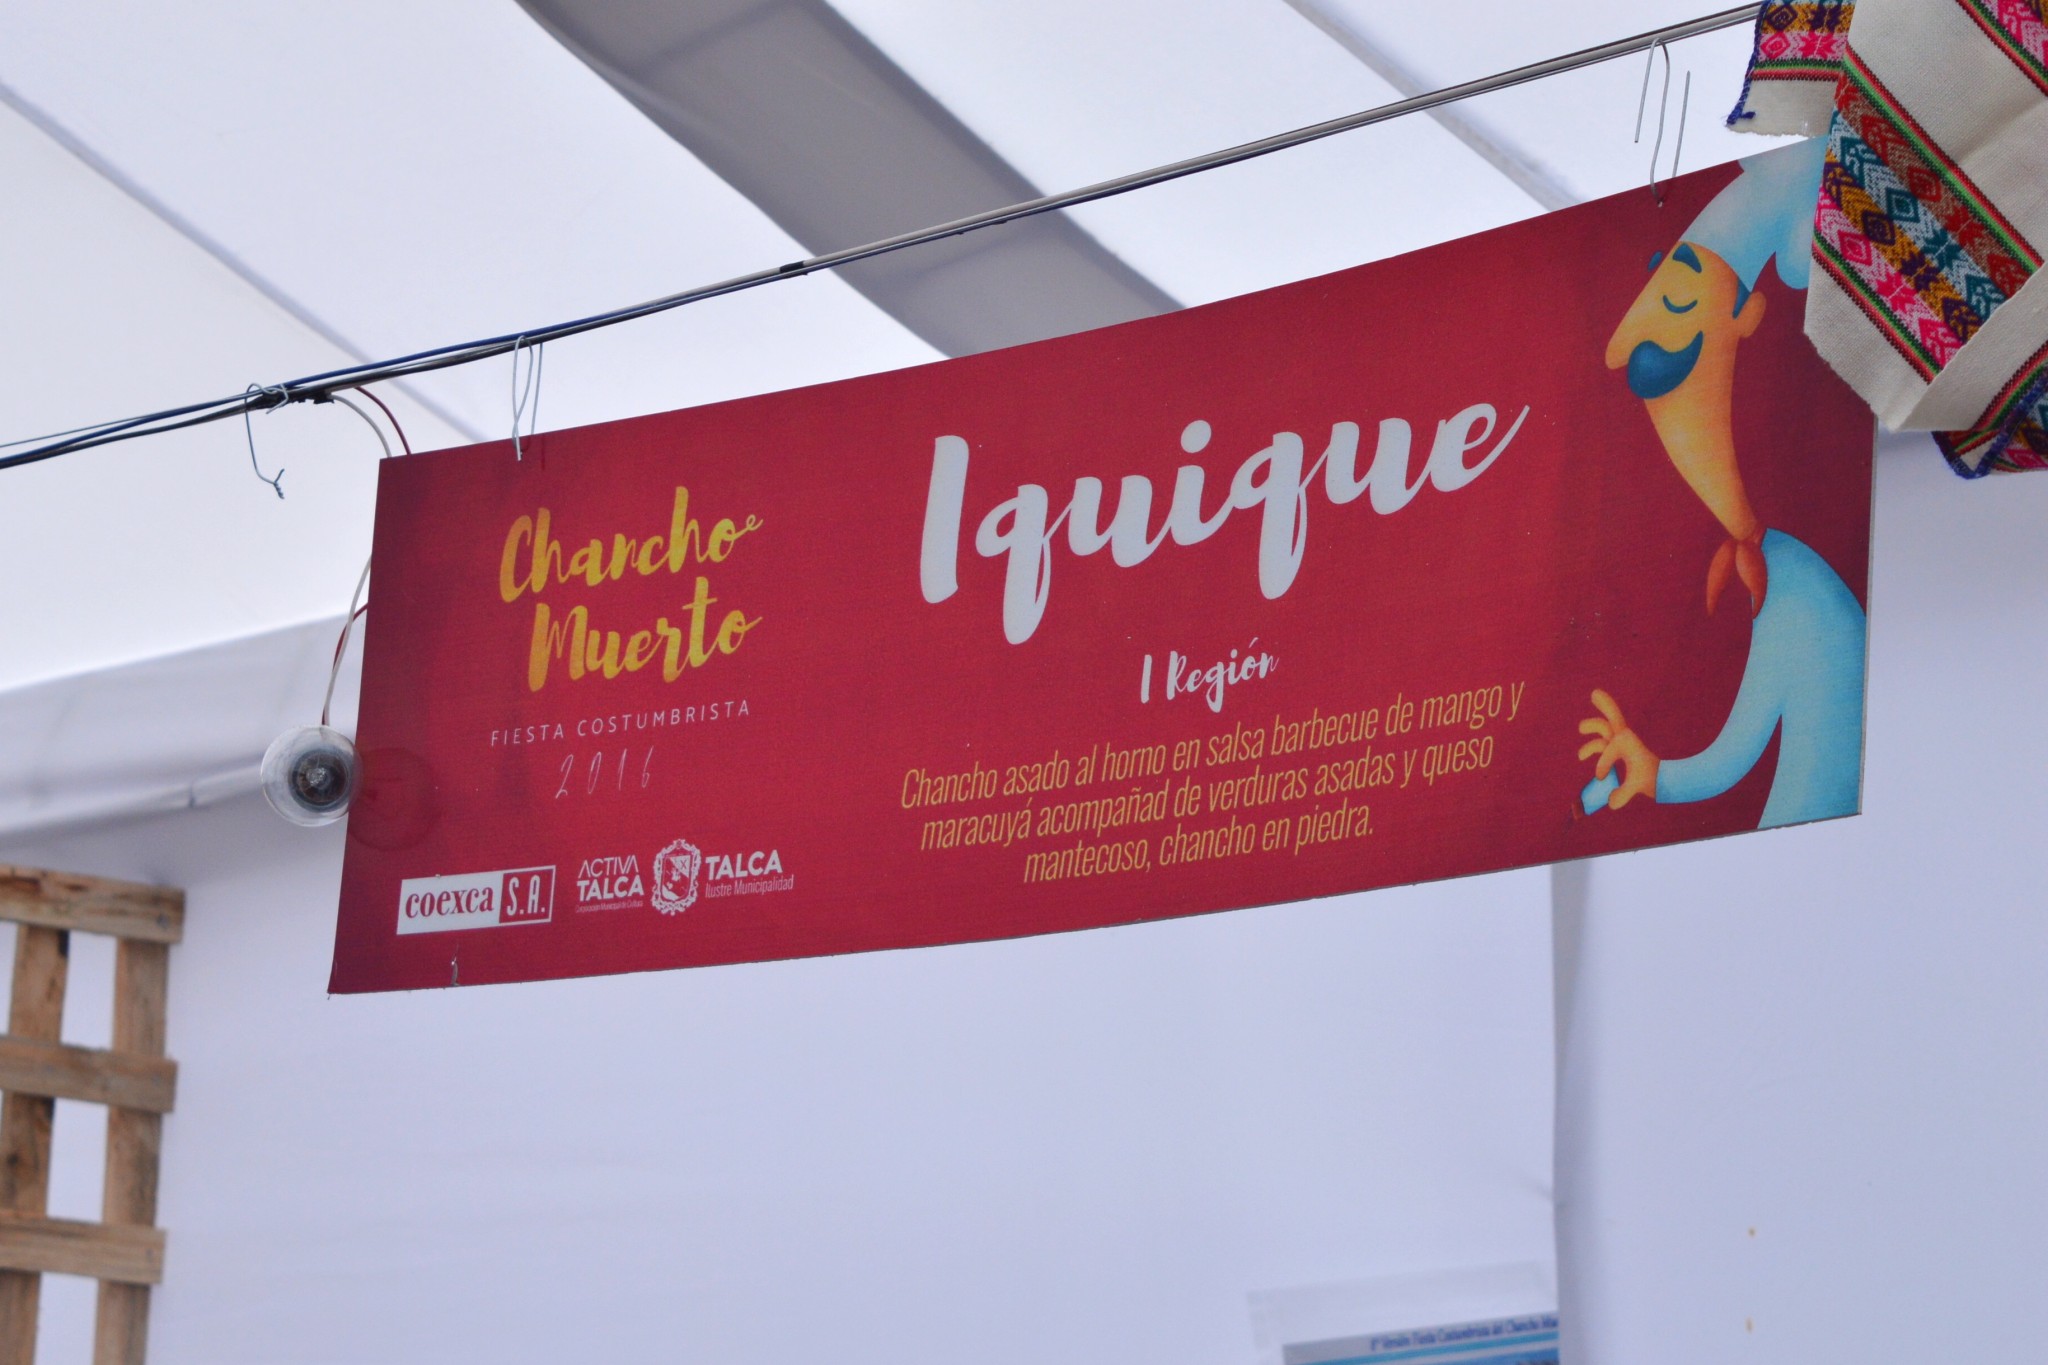 Chancho
Muerto
FIESTA COSTUMBRISTA
2016
coexca S.A.
ACTIVA
TALCA
TALCA
Ilustre Municipalidad
Iquique
I Región
Chancho asado al horno en salsa barbecue de mango y
maracuyá acompañad de verduras asadas y queso
mantecoso, chancho en piedra.